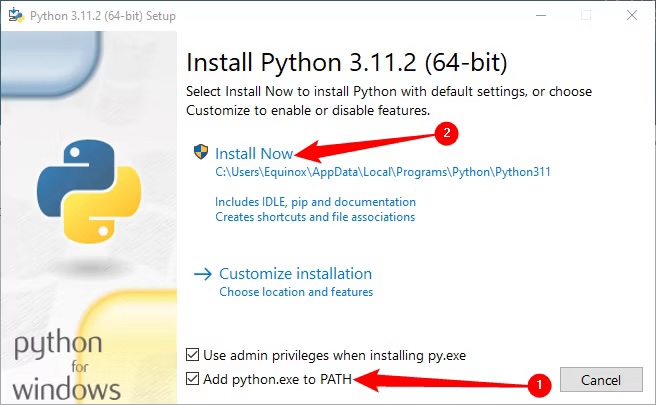 Python 3.11.2 (64-bit) Setup
Install Python 3.11.2 (64-bit)
Select Install Now to install Python with default settings, or choose
Customize to enable or disable features.
2
Install Now
C:\Users\Equinox\AppData\Local\Programs\Python\Python311
Includes IDLE, pip and documentation
Creates shortcuts and file associations
Customize installation
Choose location and features
python
for
windows
Use admin privileges when installing py.exe
Add python.exe to PATH
1
Cancel